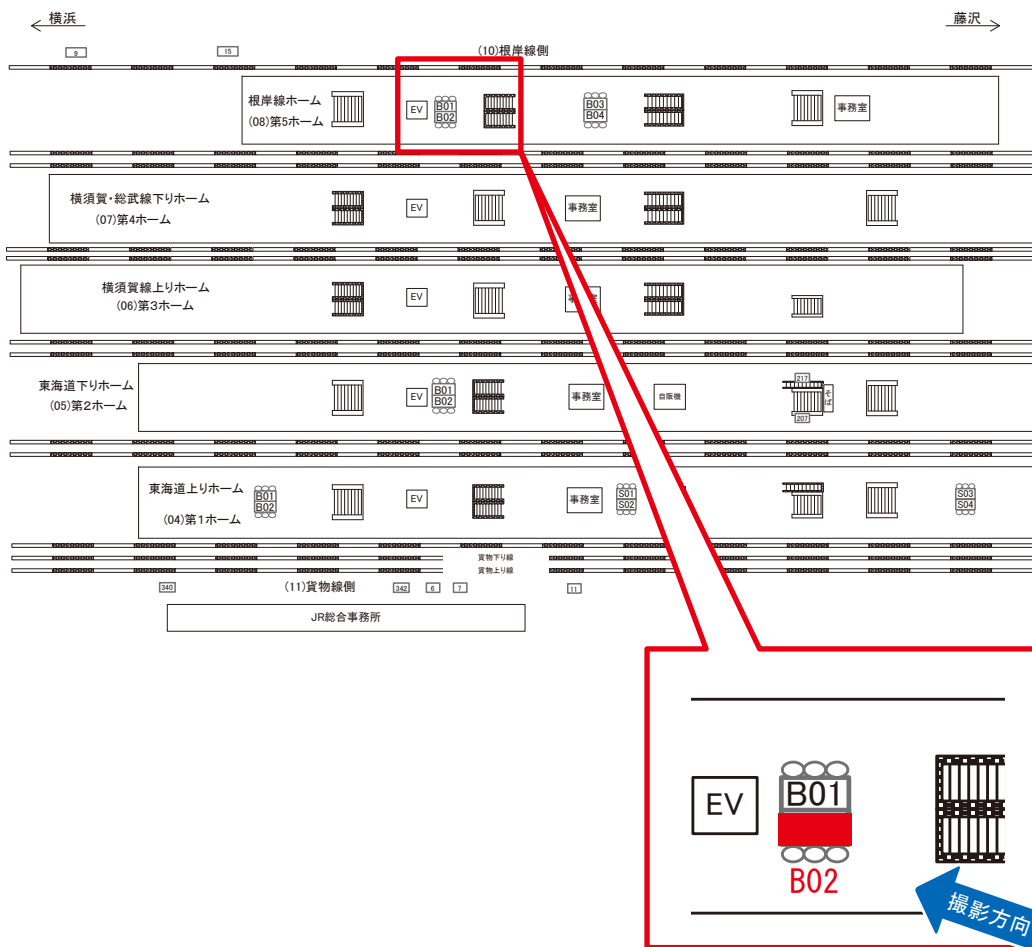 横浜
藤沢
9
15
(10)根岸線側
根岸線ホーム
(08)第5ホーム
EV
B01
B02
B03
B04
事務室
横須賀・総武線下りホーム
(07)第4ホーム
EV
事務室
横須賀線上りホーム
(06)第3ホーム
EV
東海道下りホーム
(05)第2ホーム
EV
B01
B02
事務室
自販機
217
207
そば
東海道上りホーム
(04)第1ホーム
B01
B02
EV
事務室
S01
S02
S03
S04
貨物下り線
貨物上り線
340
(11)貨物線側
342
6
7
11
JR総合事務所
EV
B01
B02
撮影方向